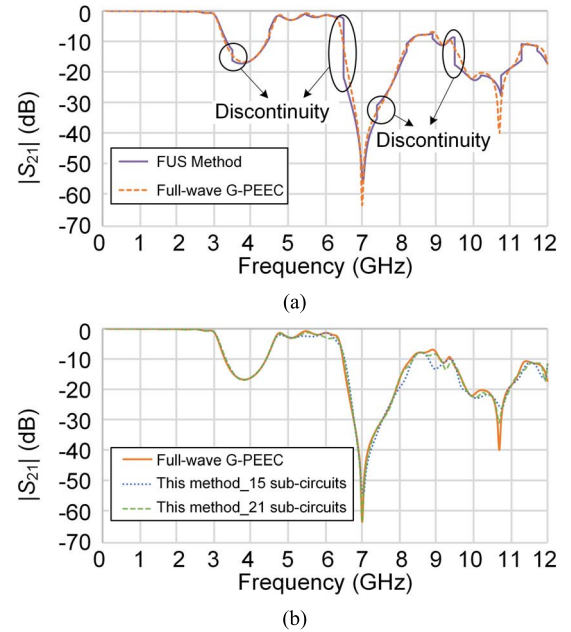 0
-10
-20
-30
-40
-50
-60
-70
|S21| (dB)
Discontinuity
Discontinuity
FUS Method
Full-wave G-PEEC
0 1 2 3 4 5 6 7 8 9 10 11 12
Frequency (GHz)
(a)
0
-10
-20
-30
-40
-50
-60
-70
|S21| (dB)
Full-wave G-PEEC
This method_15 sub-circuits
This method_21 sub-circuits
0 1 2 3 4 5 6 7 8 9 10 11 12
Frequency (GHz)
(b)